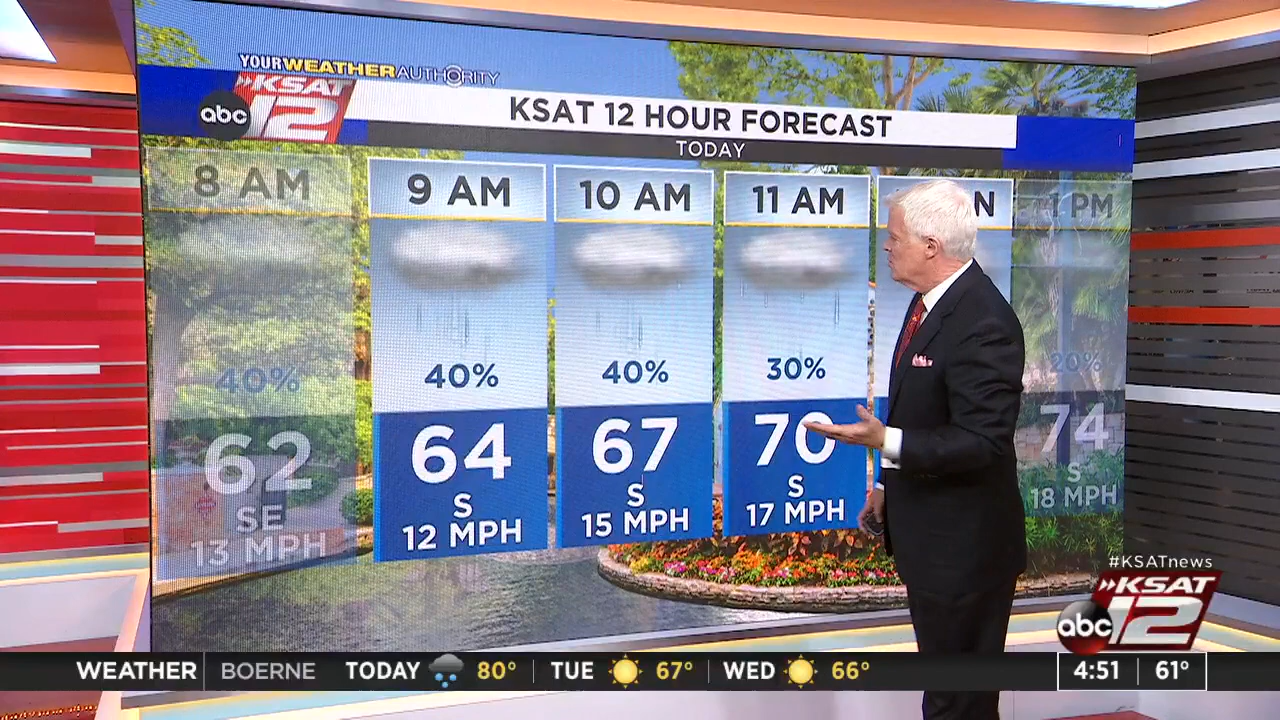 YOUR WEATHER AUTHORITY
abc KSAT 12
KSAT 12 HOUR FORECAST
TODAY
8 AM
40%
62
SE
13 MPH
9 AM
40%
64
S
12 MPH
10 AM
40%
67
S
15 MPH
11 AM
30%
70
S
17 MPH
N
1 PM
20%
74
S
18 MPH
#KSATnews
abc KSAT 12
WEATHER BOERNE TODAY 80° TUE 67° WED 66°
4:51 61°